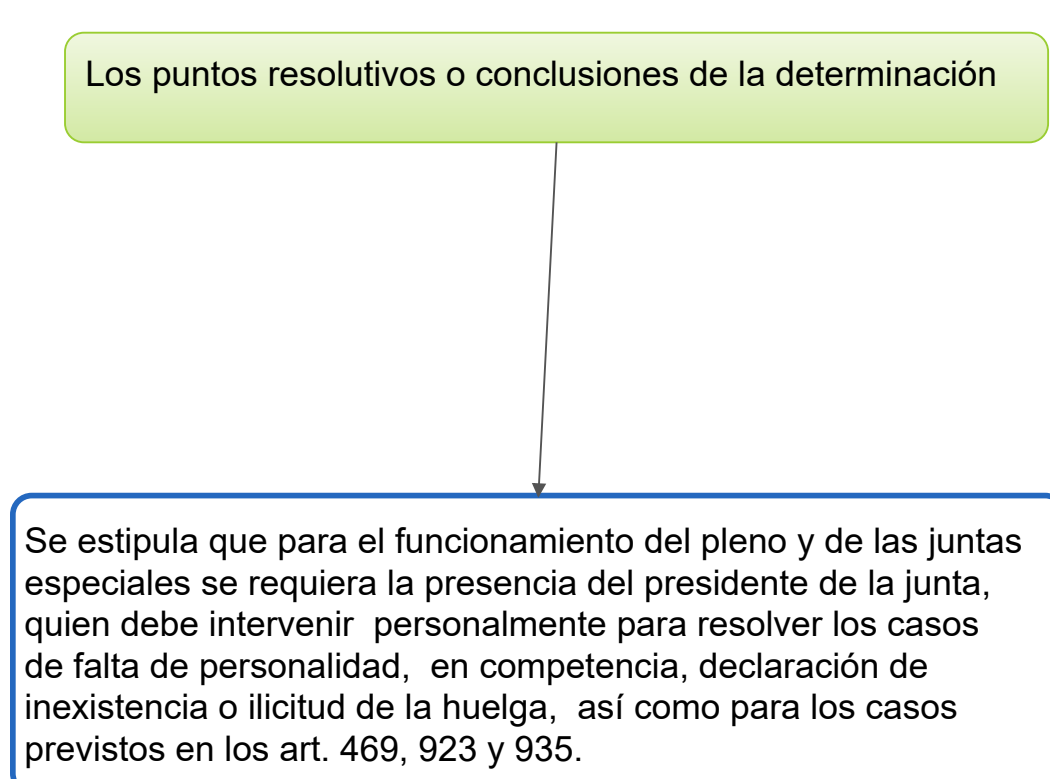 Los puntos resolutivos o conclusiones de la determinación
Se estipula que para el funcionamiento del pleno y de las juntas
especiales se requiera la presencia del presidente de la junta,
quien debe intervenir  personalmente para resolver los casos
de falta de personalidad,  en competencia, declaración de
inexistencia o ilicitud de la huelga,  así como para los casos
previstos en los art. 469, 923 y 935.